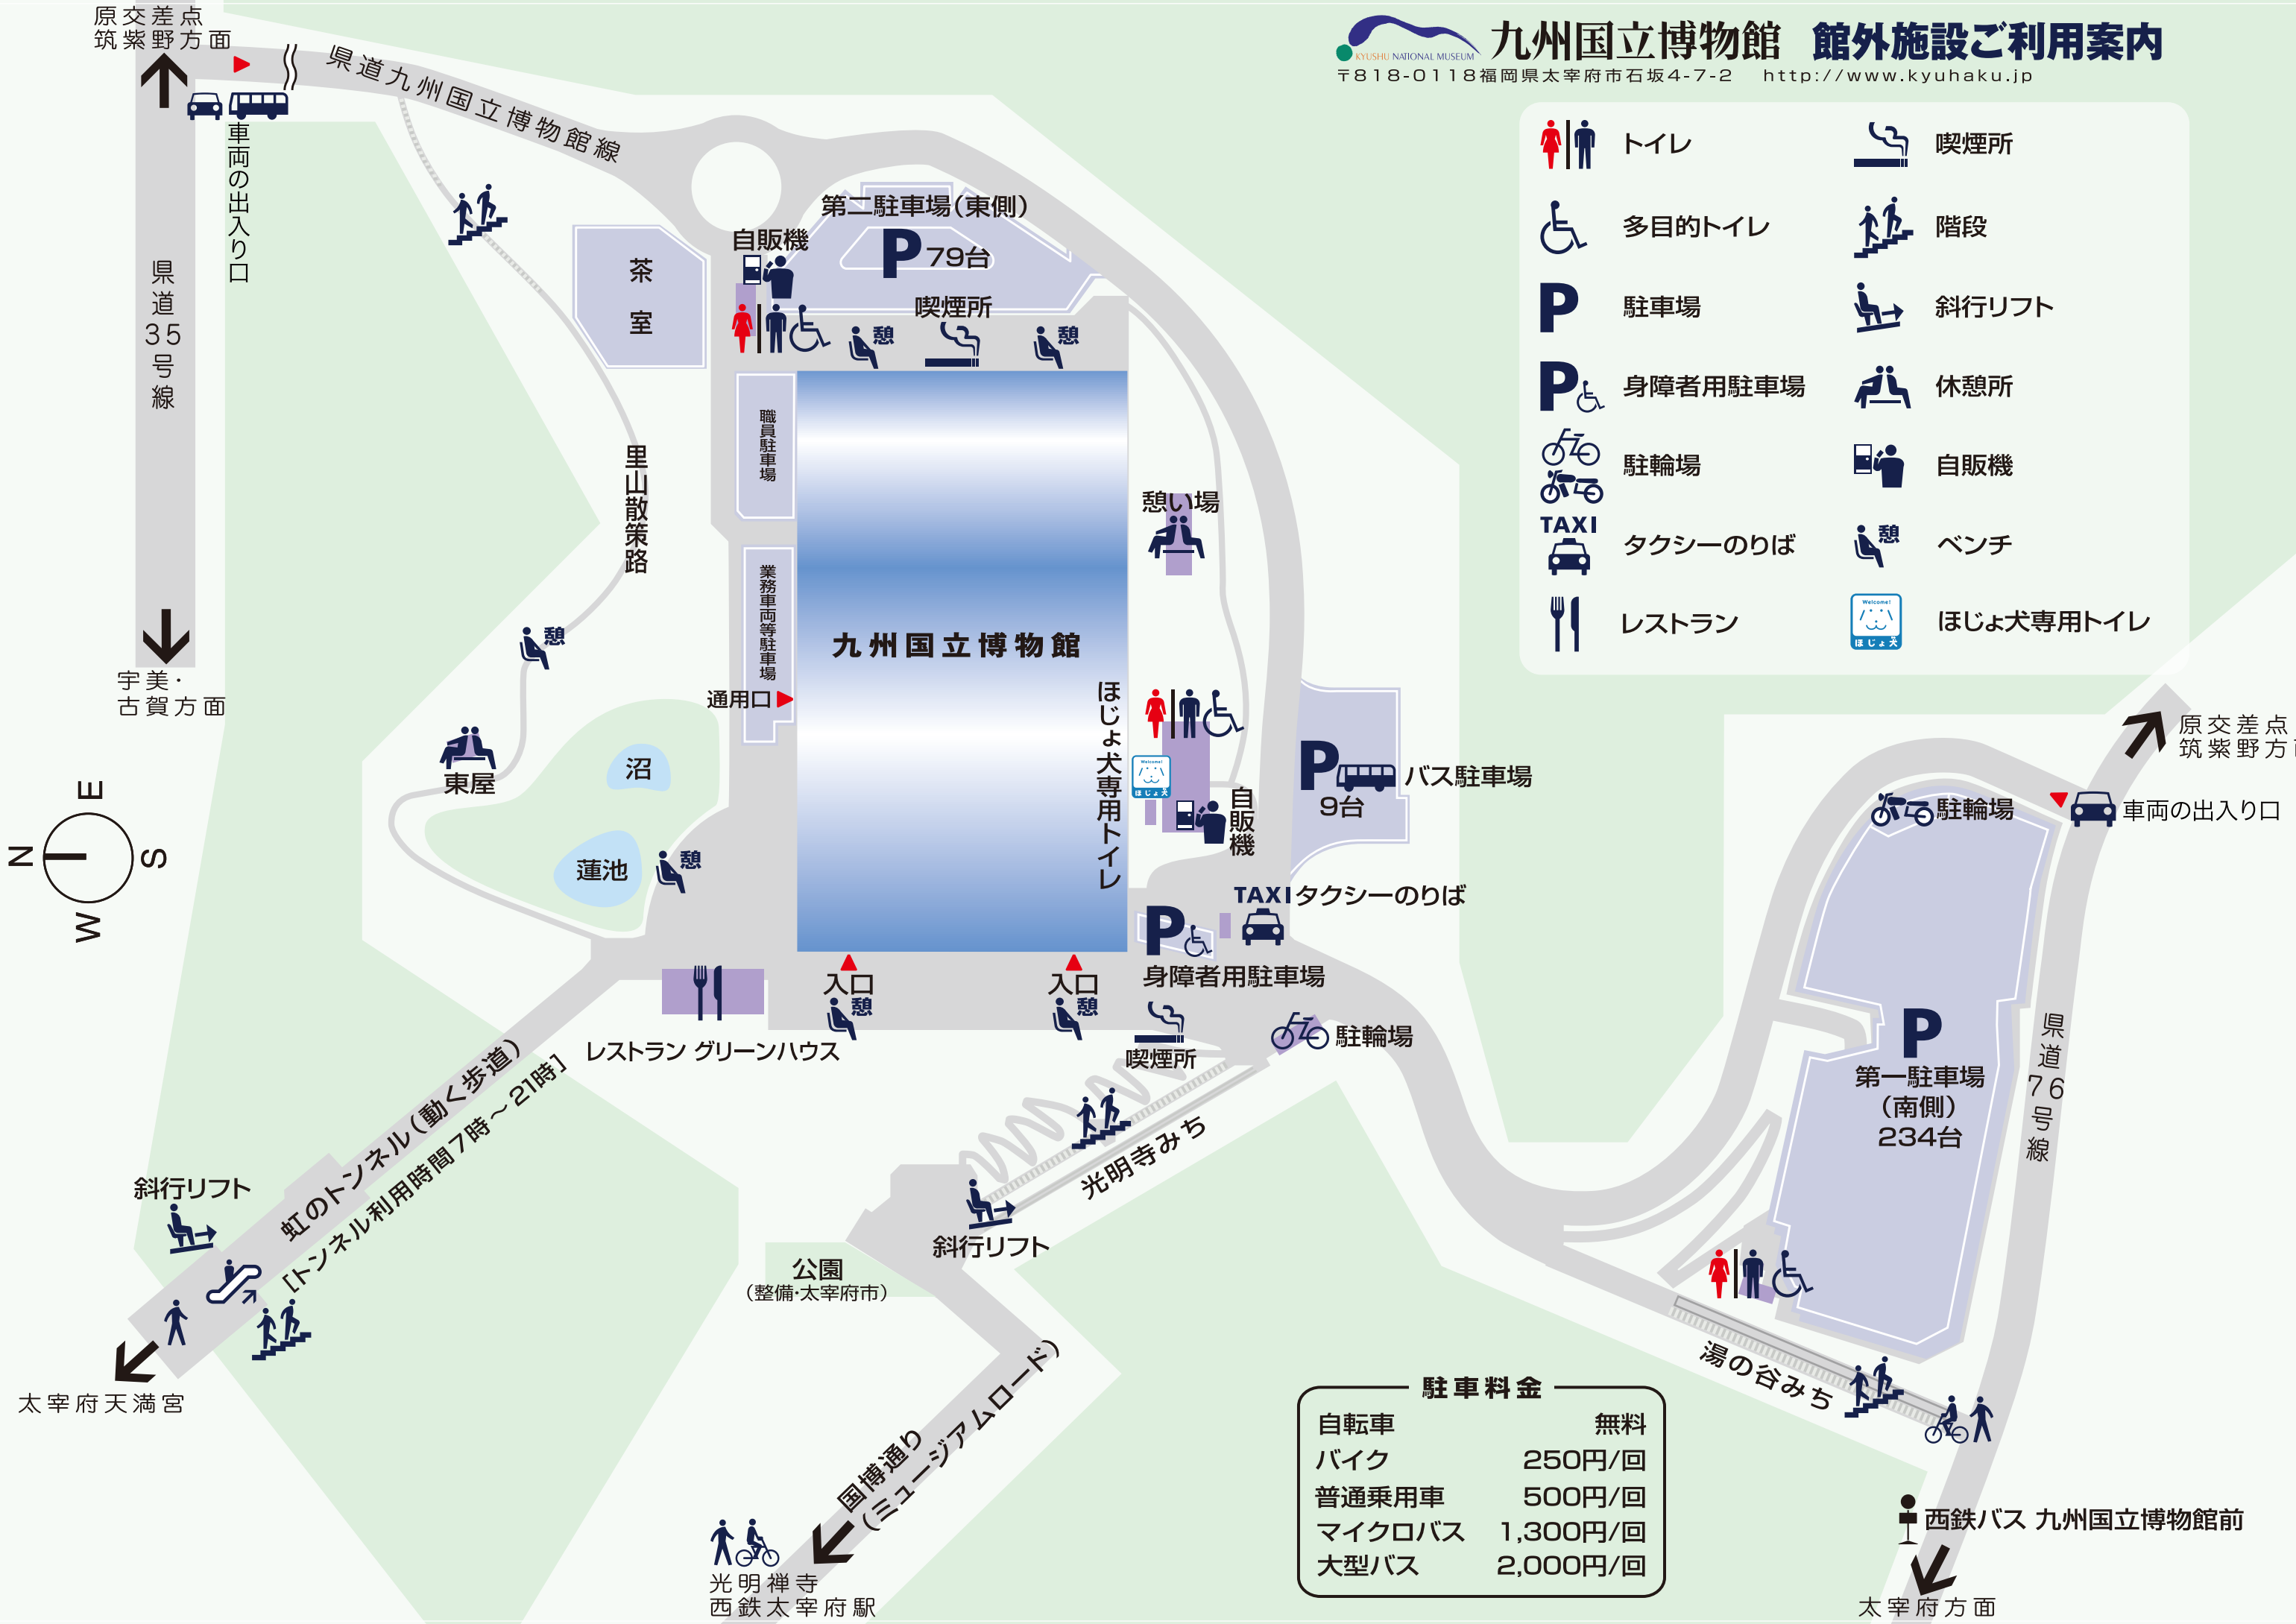 原交差点
筑紫野方面
県道九州国立博物館線
車両の出入り口
県道35号線
宇美・
古賀方面
KYUSHU NATIONAL MUSEUM
九州国立博物館 館外施設ご利用案内
〒818-0118福岡県太宰府市石坂4-7-2 http://www.kyuhaku.jp
トイレ
喫煙所
多目的トイレ
階段
駐車場
斜行リフト
身障者用駐車場
休憩所
駐輪場
自販機
TAXI
タクシーのりば
憩
ベンチ
レストラン
Welcome!
ほじょ犬
ほじょ犬専用トイレ
P
P
第二駐車場(東側)
P 79台
自販機
喫煙所
憩
憩
茶室
職員駐車場
里山散策路
業務車両等駐車場
通用口
九州国立博物館
憩い場
ほじょ犬専用トイレ
Welcome!
ほじょ犬
自販機
P
バス駐車場
9台
憩
東屋
沼
蓮池
憩
E
N
S
W
TAXI タクシーのりば
P
身障者用駐車場
入口
憩
入口
憩
喫煙所
駐輪場
レストラン グリーンハウス
虹のトンネル(動く歩道)
[トンネル利用時間7時〜21時]
斜行リフト
太宰府天満宮
光明寺みち
斜行リフト
公園
(整備・太宰府市)
国博通り
(ミュージアムロード)
光明禅寺
西鉄太宰府駅
原交差点
筑紫野方面
駐輪場
車両の出入り口
P
第一駐車場
(南側)
234台
県道76号線
湯の谷みち
西鉄バス 九州国立博物館前
太宰府方面
駐車料金
自転車 無料
バイク 250円/回
普通乗用車 500円/回
マイクロバス 1,300円/回
大型バス 2,000円/回